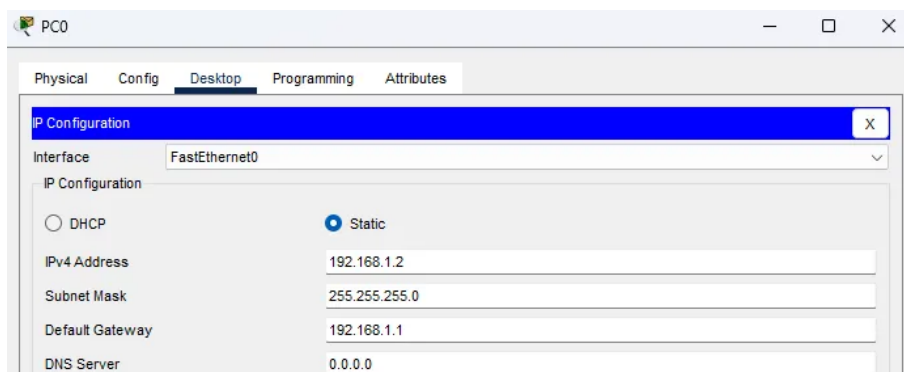 PC0
Physical Config Desktop Programming Attributes
IP Configuration X
Interface FastEthernet0
IP Configuration
DHCP Static
IPv4 Address 192.168.1.2
Subnet Mask 255.255.255.0
Default Gateway 192.168.1.1
DNS Server 0.0.0.0